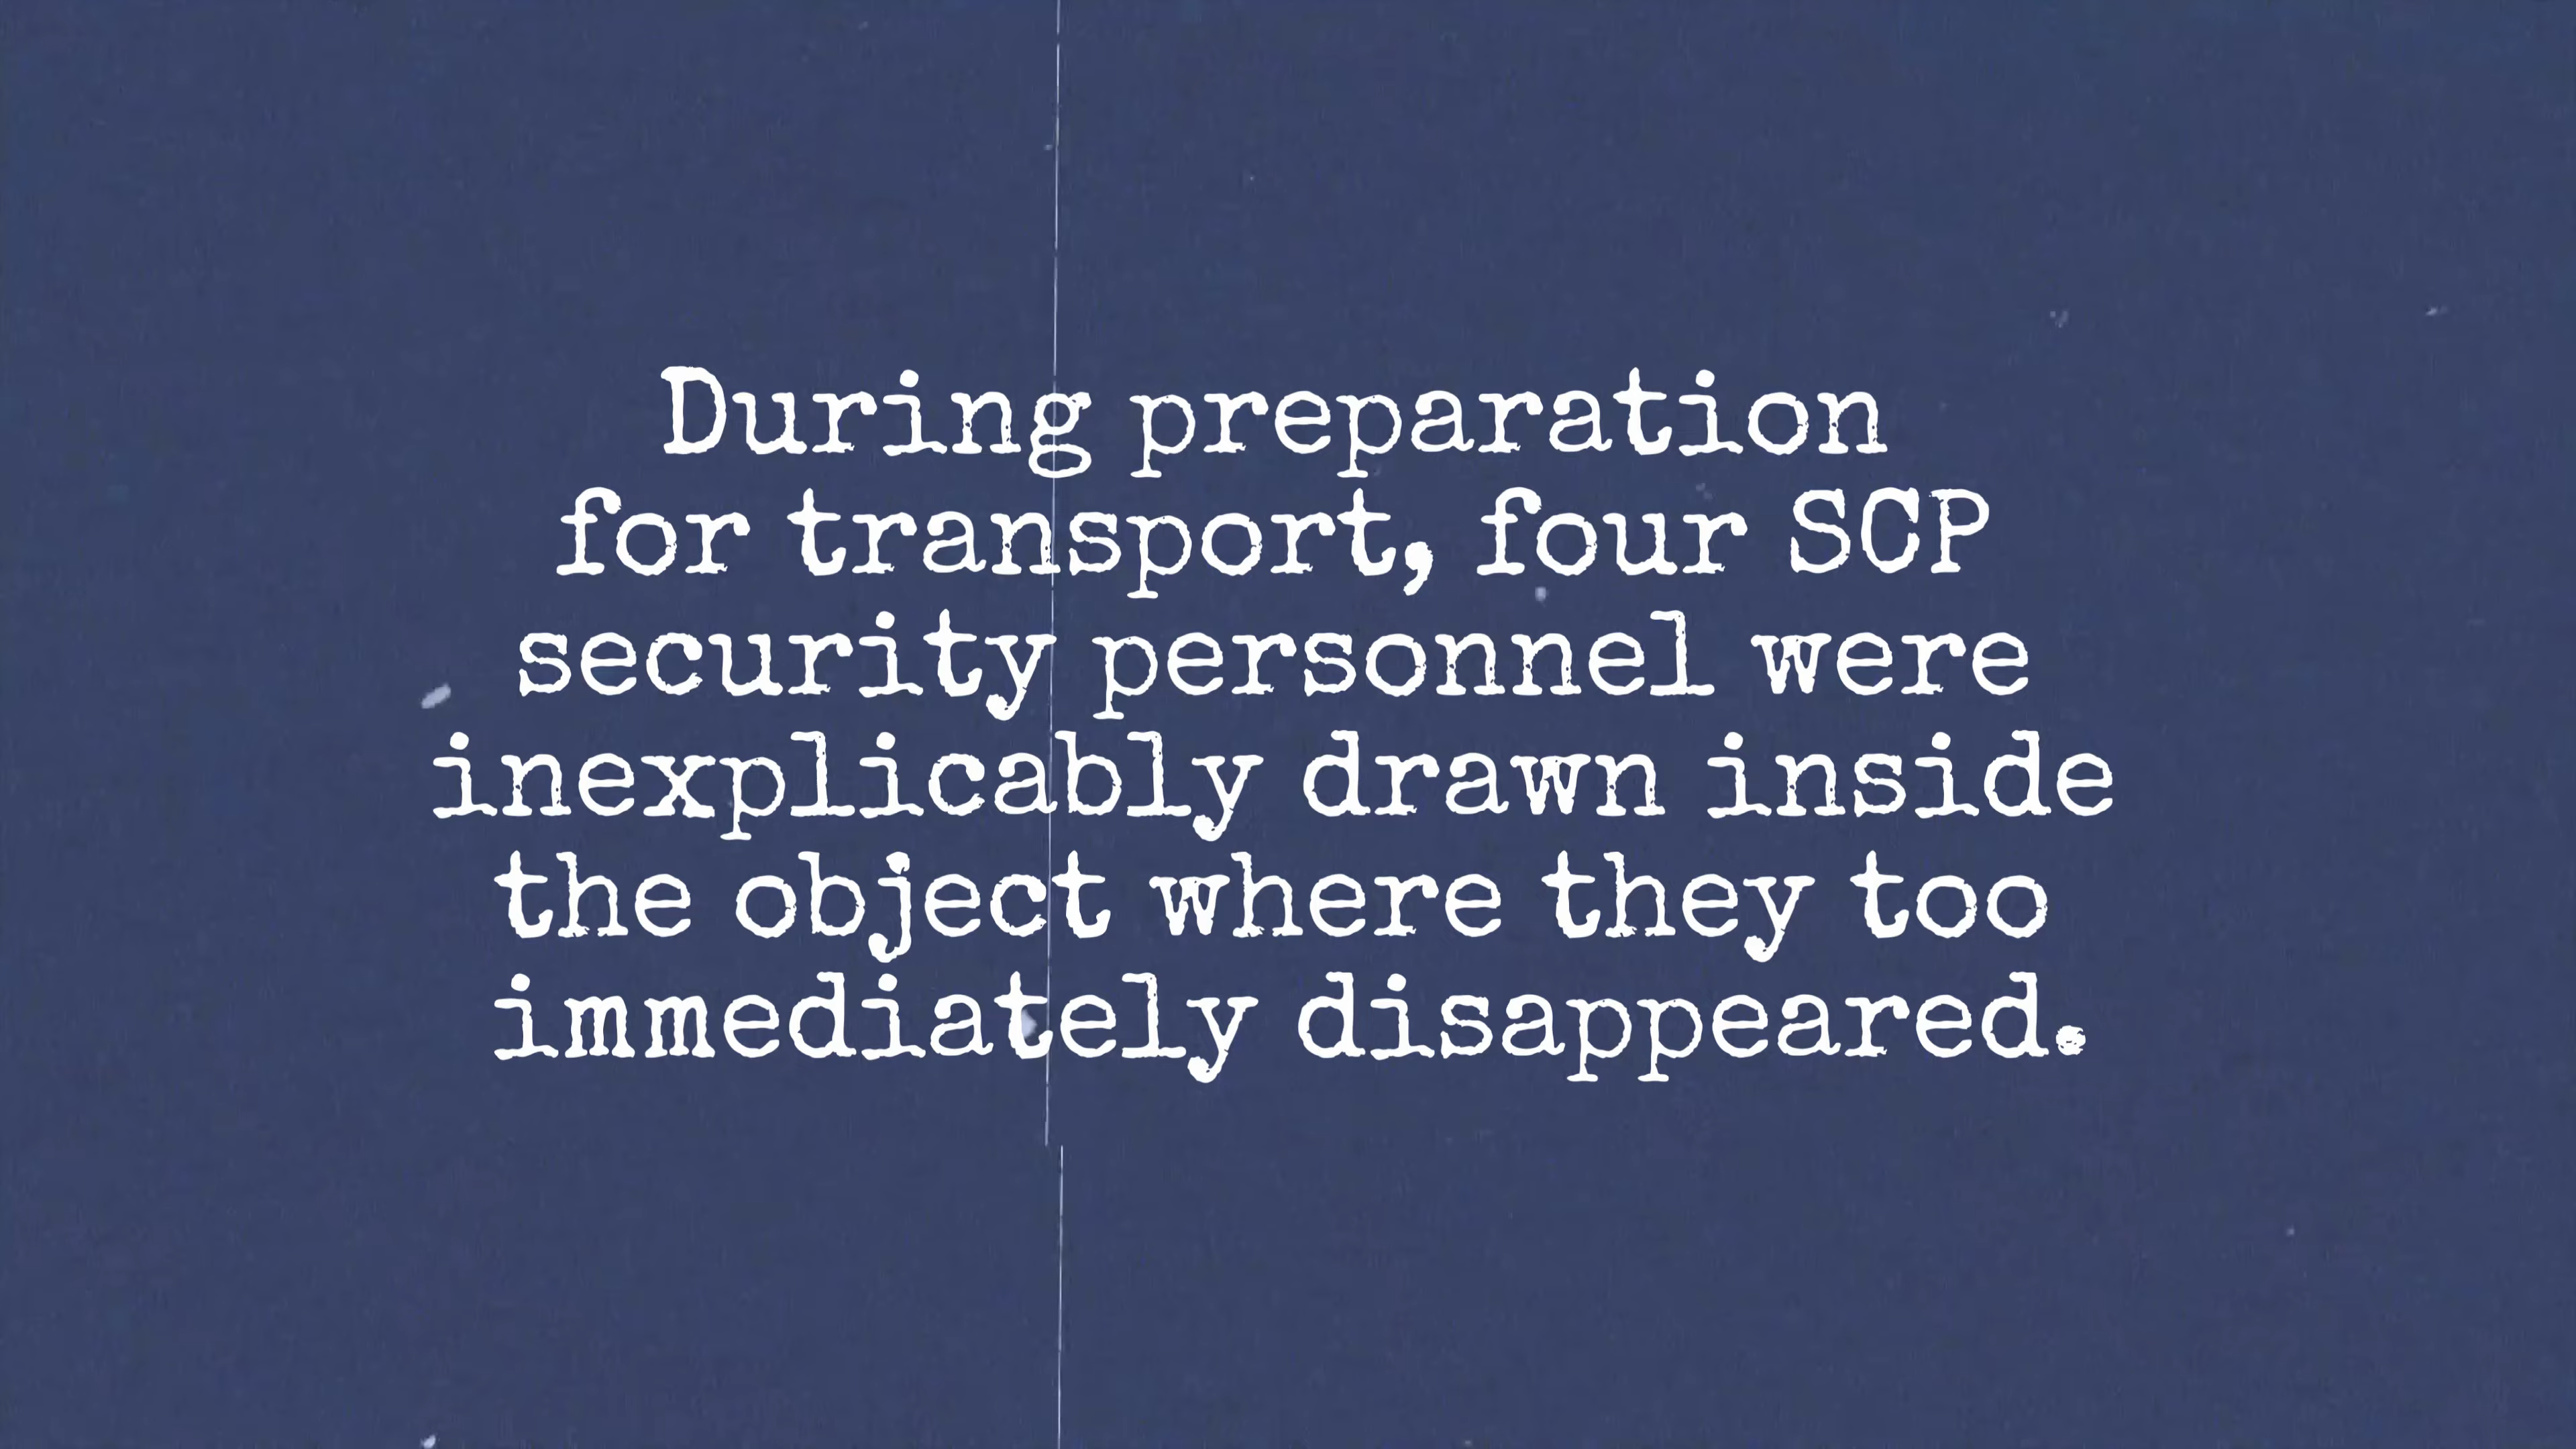 During preparation
for transport, four SCP
security personnel were
inexplicably drawn inside
the object where they too
immediately disappeared.